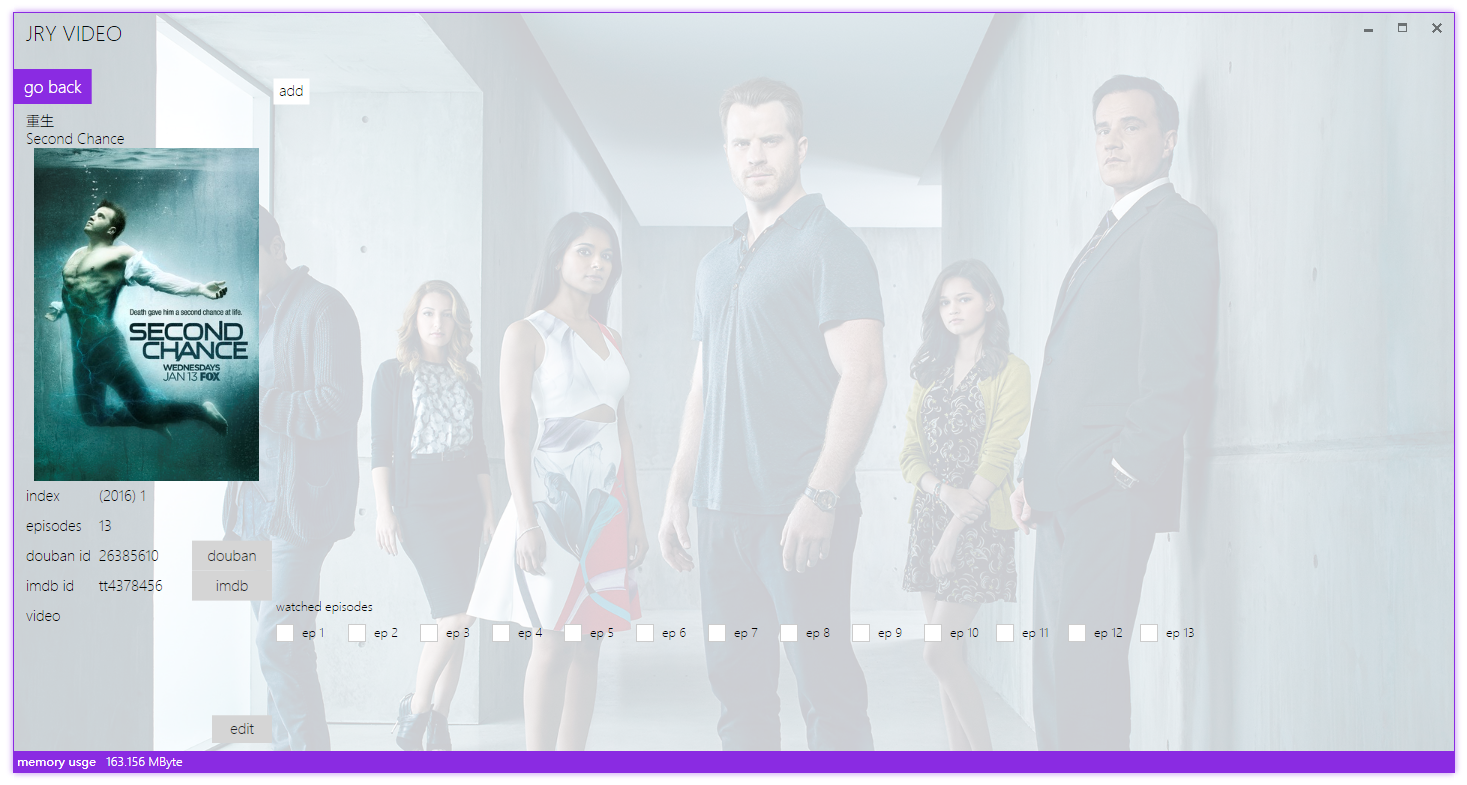 JRY VIDEO
go back
add
重生
Second Chance
Death gave him a second chance at life.
SECOND
CHANCE
WEDNESDAYS
JAN 13 FOX
index (2016) 1
episodes 13
douban id 26385610 douban
imdb id tt4378456 imdb
video
watched episodes
ep 1 ep 2 ep 3 ep 4 ep 5 ep 6 ep 7 ep 8 ep 9 ep 10 ep 11 ep 12 ep 13
edit
memory usge 163.156 MByte